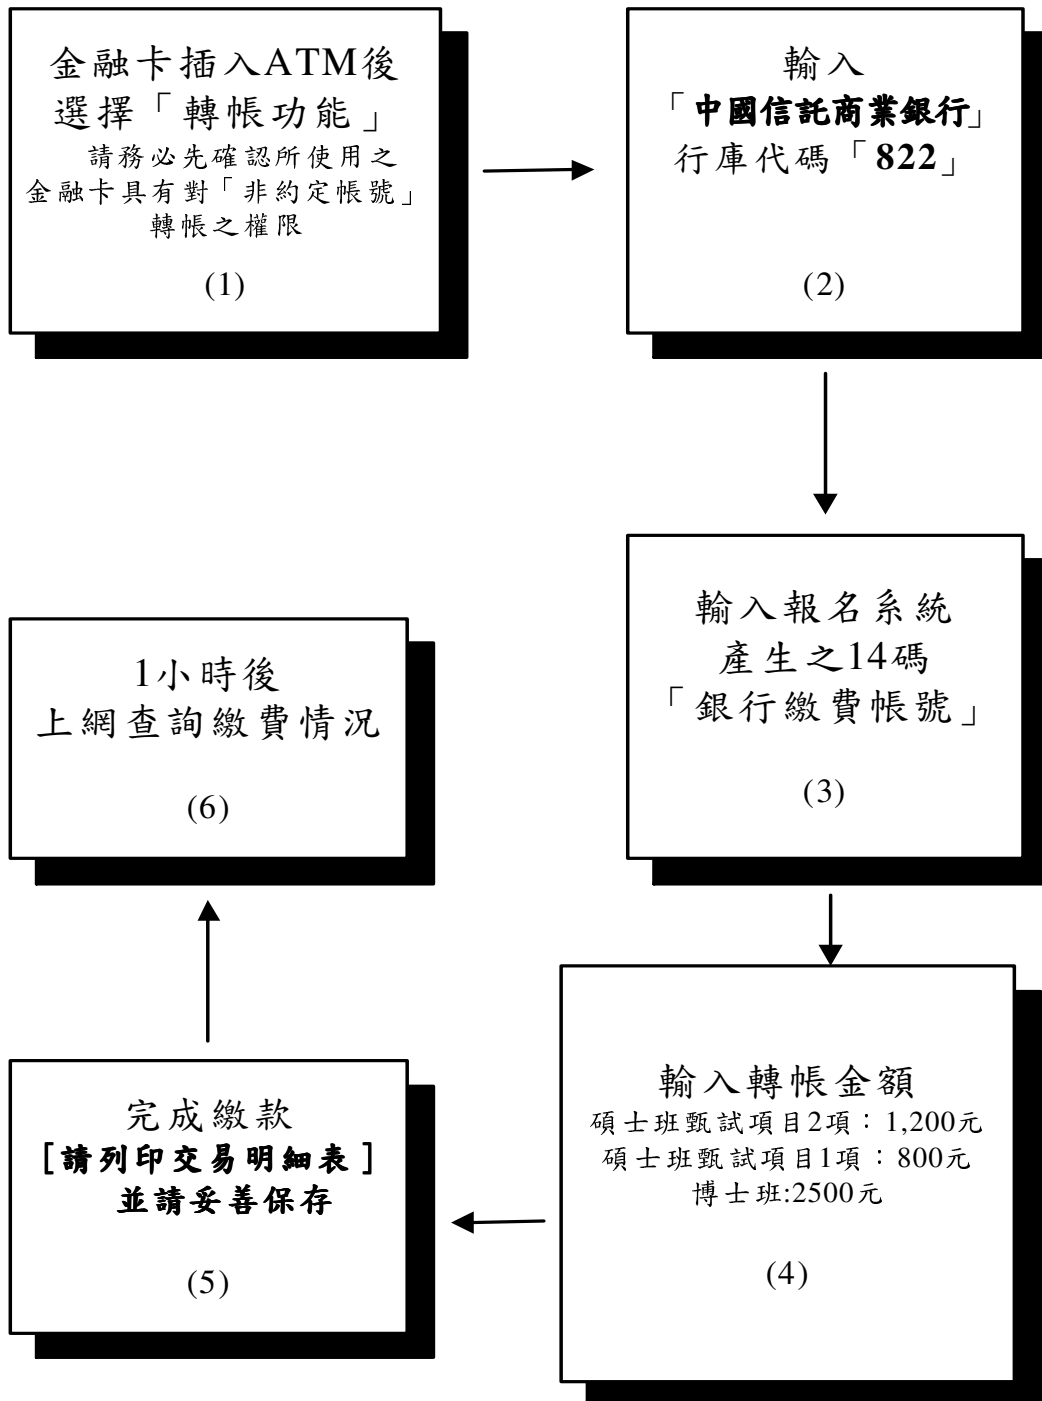 金融卡插入ATM後
選擇「轉帳功能」
請務必先確認所使用之
金融卡具有對「非約定帳號」
轉帳之權限
(1)
輸入
「中國信託商業銀行」
行庫代碼「822」
(2)
輸入報名系統
產生之14碼
「銀行繳費帳號」
(3)
輸入轉帳金額
碩士班甄試項目2項：1,200元
碩士班甄試項目1項：800元
博士班:2500元
(4)
完成繳款
[請列印交易明細表]
並請妥善保存
(5)
1小時後
上網查詢繳費情況
(6)